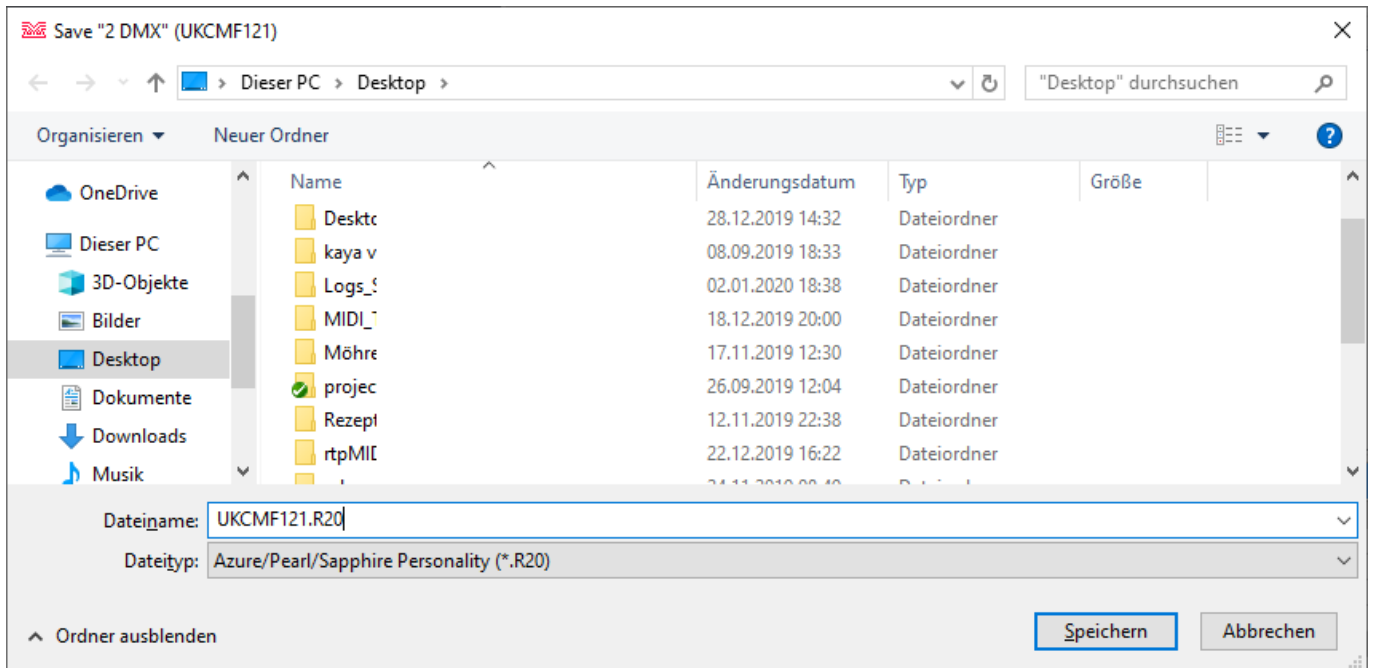 Save "2 DMX" (UKCMF121)
Dieser PC > Desktop >
"Desktop" durchsuchen
Organisieren
Neuer Ordner
Name Änderungsdatum Typ Größe
OneDrive
Dieser PC
3D-Objekte
Bilder
Desktop
Dokumente
Downloads
Musik
Deskto 28.12.2019 14:32 Dateiordner
kaya v 08.09.2019 18:33 Dateiordner
Logs_S 02.01.2020 18:38 Dateiordner
MIDI_T 18.12.2019 20:00 Dateiordner
Möhre 17.11.2019 12:30 Dateiordner
projec 26.09.2019 12:04 Dateiordner
Rezept 12.11.2019 22:38 Dateiordner
rtpMID 22.12.2019 16:22 Dateiordner
Dateiname: UKCMF121.R20
Dateityp: Azure/Pearl/Sapphire Personality (*.R20)
Ordner ausblenden
Speichern
Abbrechen